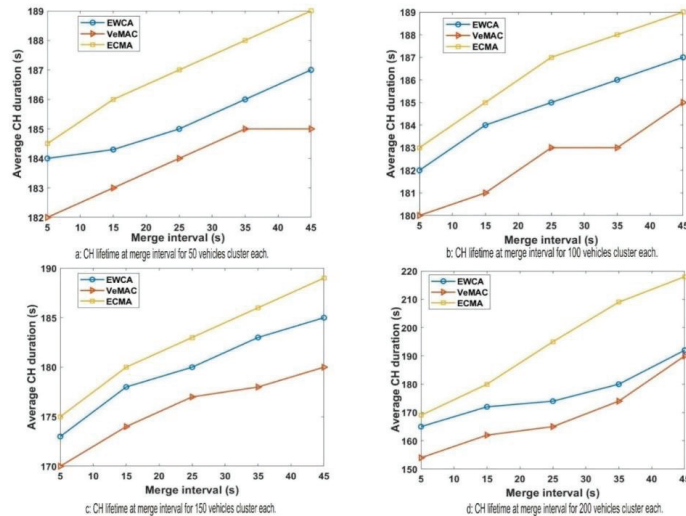 189
188
187
186
185
184
183
182
Average CH duration (s)
EWCA
VeMAC
ECMA
5 10 15 20 25 30 35 40 45
Merge interval (s)
a: CH lifetime at merge interval for 50 vehicles cluster each.
189
188
187
186
185
184
183
182
181
180
Average CH duration (s)
EWCA
VeMAC
ECMA
5 10 15 20 25 30 35 40 45
Merge interval (s)
b: CH lifetime at merge interval for 100 vehicles cluster each.
190
185
180
175
170
Average CH duration (s)
EWCA
VeMAC
ECMA
5 10 15 20 25 30 35 40 45
Merge interval (s)
c: CH lifetime at merge interval for 150 vehicles cluster each.
220
210
200
190
180
170
160
150
Average CH duration (s)
EWCA
VeMAC
ECMA
5 10 15 20 25 30 35 40 45
Merge interval (s)
d: CH lifetime at merge interval for 200 vehicles cluster each.